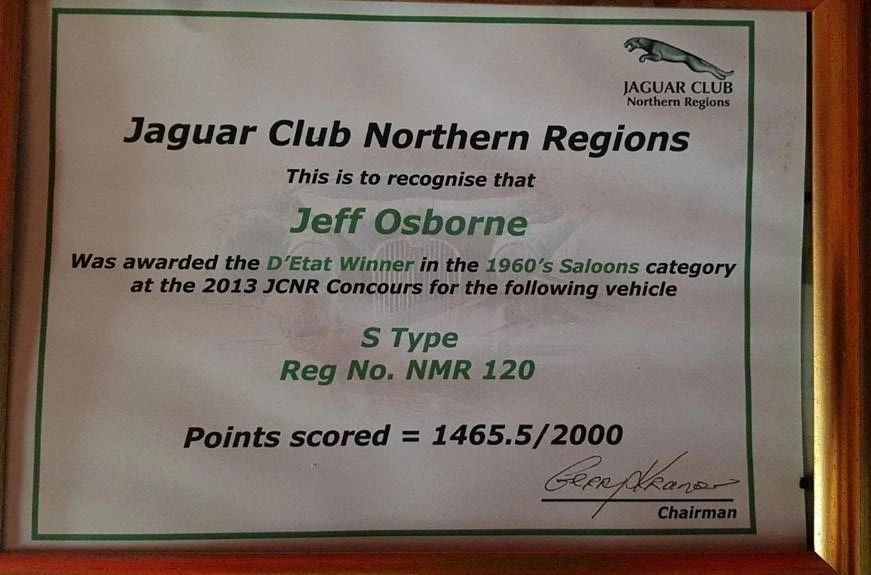 JAGUAR CLUB
Northern Regions
Jaguar Club Northern Regions
This is to recognise that
Jeff Osborne
Was awarded the D'Etat Winner in the 1960's Saloons category
at the 2013 JCNR Concours for the following vehicle
S Type
Reg No. NMR 120
Points scored = 1465.5/2000
Chairman